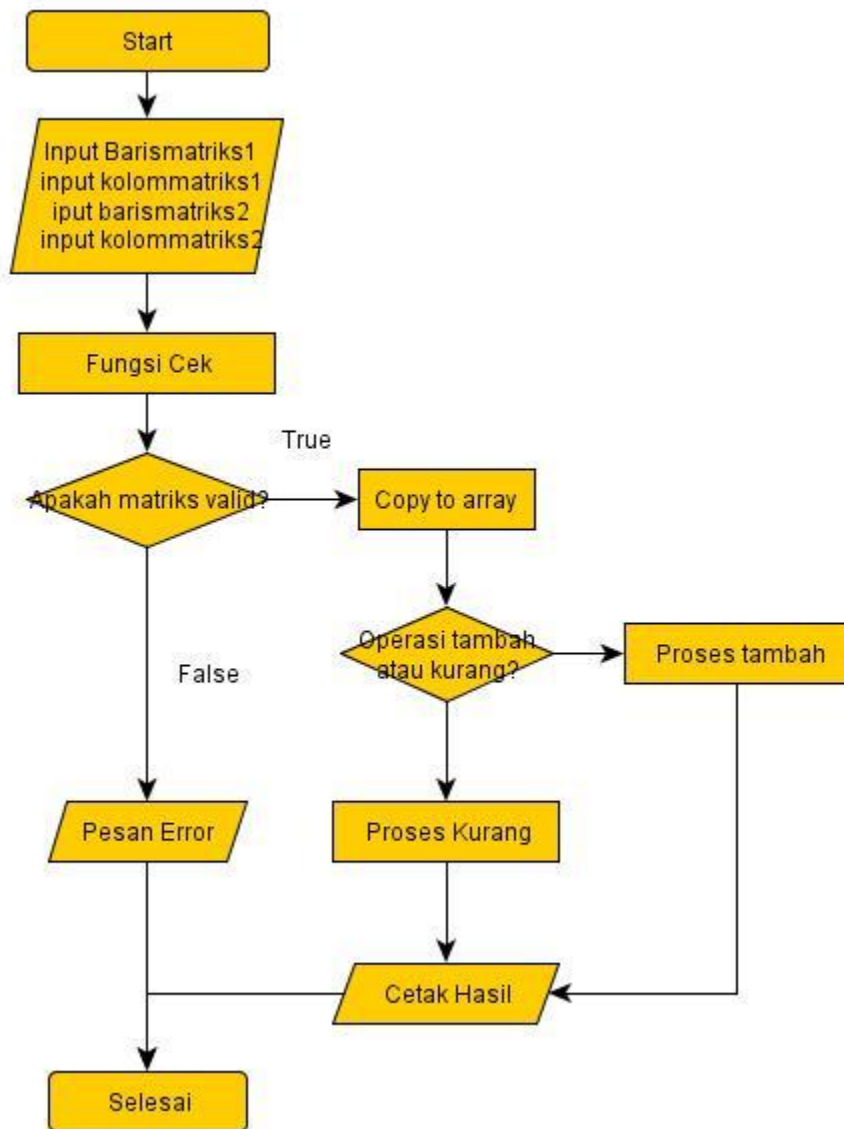 Start
Input Barismatriks1
input kolommatriks1
iput barismatriks2
input kolommatriks2
Fungsi Cek
True
Apakah matriks valid?
Copy to array
Operasi tambah
atau kurang?
Proses tambah
False
Pesan Error
Proses Kurang
Cetak Hasil
Selesai